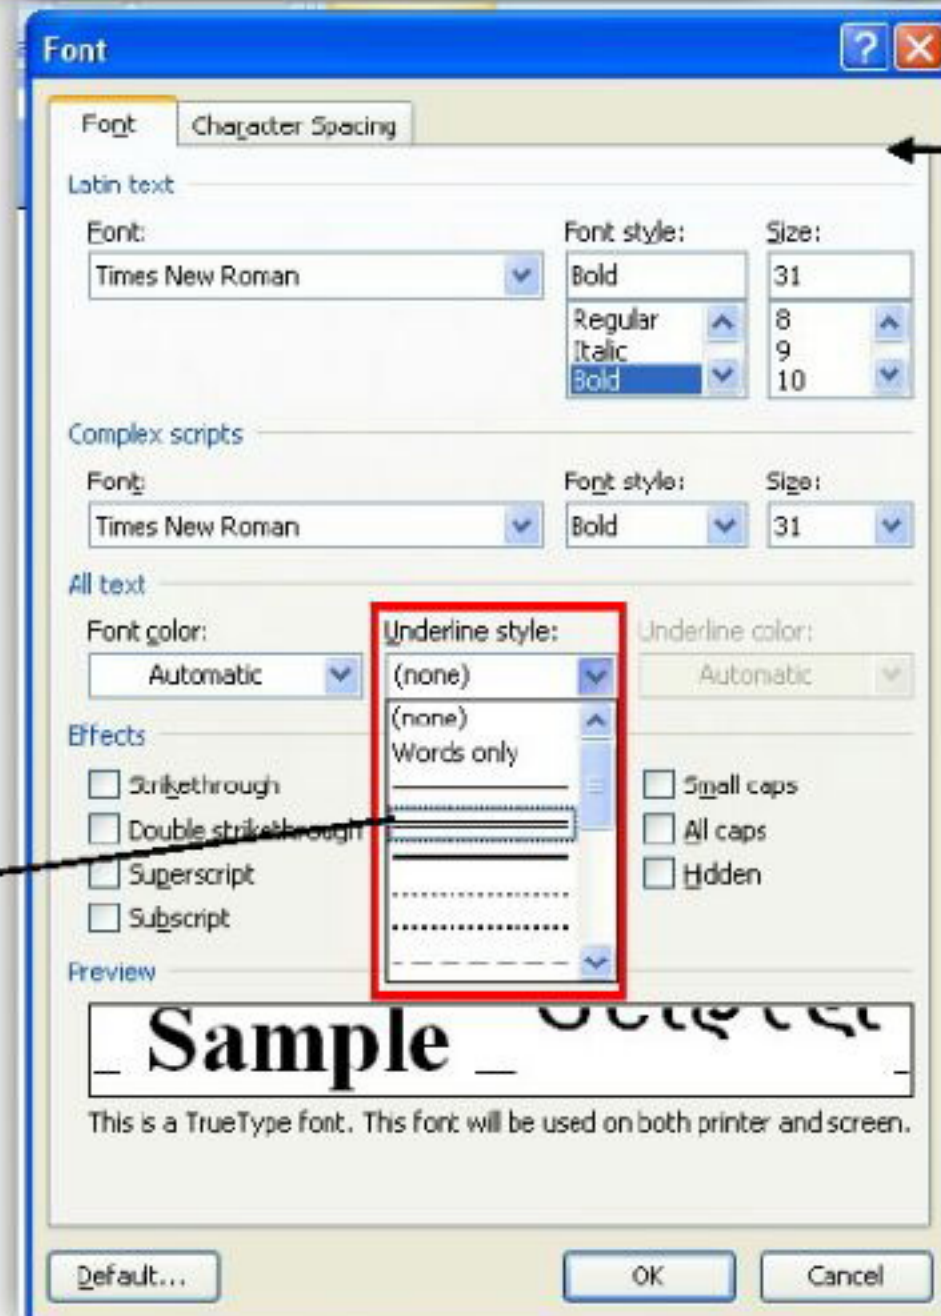 Font
Font Character Spacing
Latin text
Font: Font style: Size:
Times New Roman Bold 31
Regular 8
Italic 9
Bold 10
Complex scripts
Font: Font style: Size:
Times New Roman Bold 31
All text
Font color: Underline style: Underline color:
Automatic (none) Automatic
(none)
Effects
Words only
Strikethrough Small caps
Double strikethrough All caps
Superscript Hidden
Subscript
Preview
Sample
This is a TrueType font. This font will be used on both printer and screen.
Default... OK Cancel